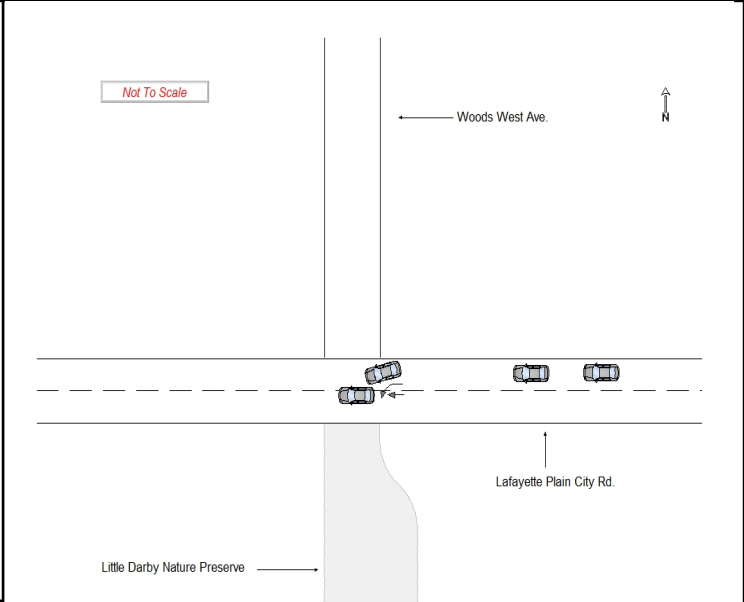 Not To Scale
Woods West Ave.
N
Lafayette Plain City Rd.
Little Darby Nature Preserve